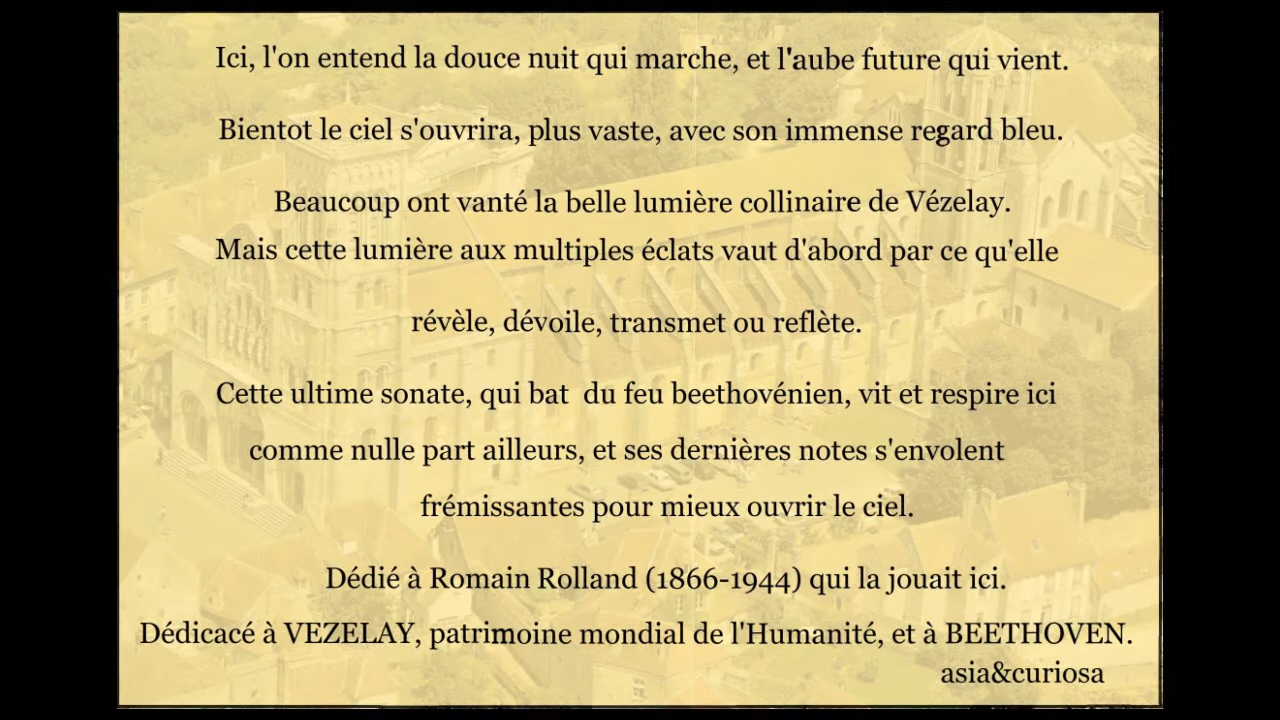 Ici, l'on entend la douce nuit qui marche, et l'aube future qui vient.
Bientot le ciel s'ouvrira, plus vaste, avec son immense regard bleu.
Beaucoup ont vanté la belle lumière collinaire de Vézelay.
Mais cette lumière aux multiples éclats vaut d'abord par ce qu'elle
révèle, dévoile, transmet ou reflète.
Cette ultime sonate, qui bat  du feu beethovénien, vit et respire ici
comme nulle part ailleurs, et ses dernières notes s'envolent
frémissantes pour mieux ouvrir le ciel.
Dédié à Romain Rolland (1866-1944) qui la jouait ici.
Dédicacé à VEZELAY, patrimoine mondial de l'Humanité, et à BEETHOVEN.
asia&curiosa